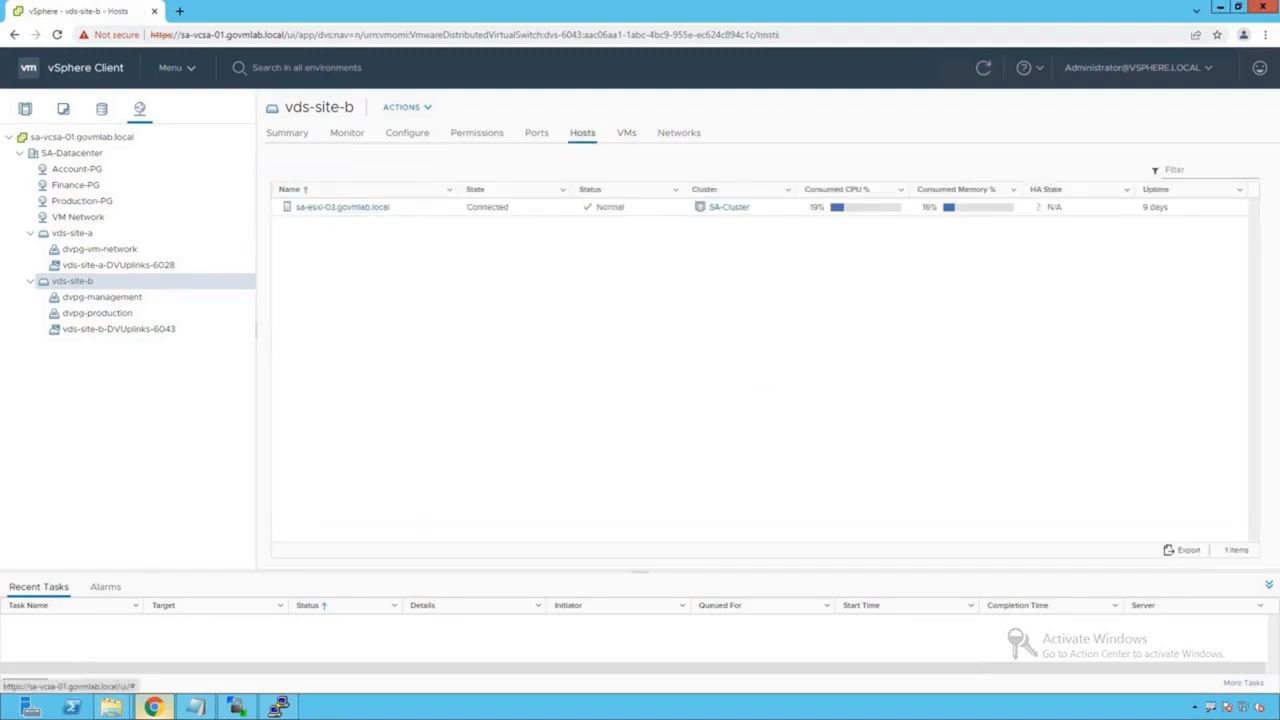 vSphere - vds-site-b - Hosts
Not secure
https://sa-vcsa-01.govmlab.local/ui/app/dvs;nav=n/urn:vmomi:VmwareDistributedVirtualSwitch:dvs-6043:aac06aa1-1abc-4bc9-955e-ec624c894c1c/hosts
vm
vSphere Client
Menu
Search in all environments
Administrator@VSPHERE.LOCAL
vds-site-b
ACTIONS
Summary
Monitor
Configure
Permissions
Ports
Hosts
VMs
Networks
sa-vcsa-01.govmlab.local
SA-Datacenter
Account-PG
Finance-PG
Production-PG
VM Network
vds-site-a
dvpg-vm-network
vds-site-a-DVUplinks-6028
vds-site-b
dvpg-management
dvpg-production
vds-site-b-DVUplinks-6043
Filter
Name
State
Status
Cluster
Consumed CPU %
Consumed Memory %
HA State
Uptime
sa-esxi-03.govmlab.local
Connected
Normal
SA-Cluster
19%
16%
? N/A
9 days
Export
1 items
Recent Tasks
Alarms
Task Name
Target
Status
Details
Initiator
Queued For
Start Time
Completion Time
Server
Activate Windows
Go to Action Center to activate Windows.
More Tasks
https://sa-vcsa-01.govmlab.local/ui/#